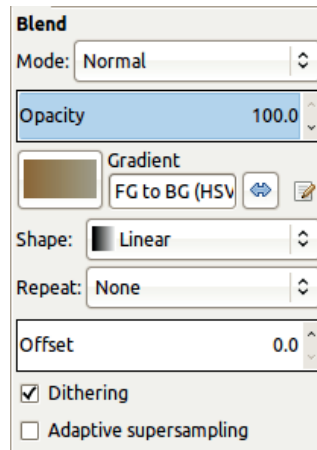 Blend
Mode: Normal
Opacity 100.0
Gradient
FG to BG (HSV
Shape: Linear
Repeat: None
Offset 0.0
Dithering
Adaptive supersampling